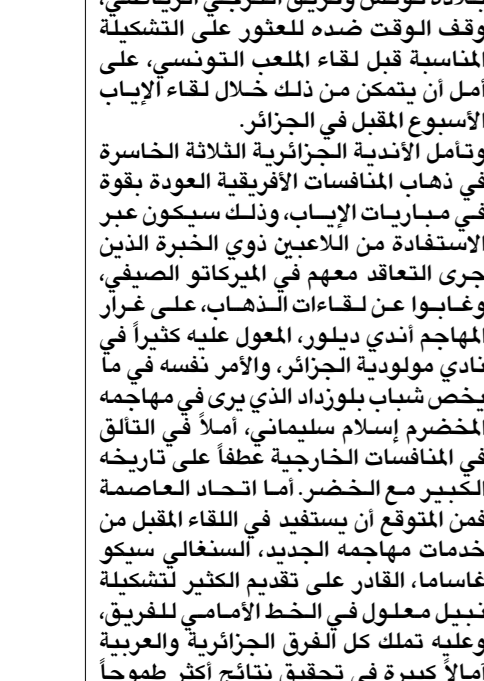 بلاده تونس وفريق الترجي الرياضي،
وقف الوقت ضده للعثور على التشكيلة
المناسبة قبل لقاء الملعب التونسي، على
أمل أن يتمكن من ذلك خلال لقاء الإياب
الأسبوع المقبل في الجزائر.
وتأمل الأندية الجزائرية الثلاثة الخاسرة
في ذهاب المنافسات الأفريقية العودة بقوة
في مباريات الإياب، وذلك سيكون عبر
الاستفادة من اللاعبين ذوي الخبرة الذين
جرى التعاقد معهم في الميركاتو الصيفي،
وغابوا عن لقاءات الذهاب، على غرار
المهاجم أندي ديلور، المعول عليه كثيراً في
نادي مولودية الجزائر، والأمر نفسه في ما
يخص شباب بلوزداد الذي يرى في مهاجمه
المخضرم إسلام سليماني، أملاً في التألق
في المنافسات الخارجية عطفاً على تاريخه
الكبير مع الخضر. أما اتحاد العاصمة
فمن المتوقع أن يستفيد في اللقاء المقبل من
خدمات مهاجمه الجديد، السنغالي سيكو
غاساما، القادر على تقديم الكثير لتشكيلة
نبيل معلول في الخط الأمامي للفريق،
وعليه تملك كل الفرق الجزائرية والعربية
آمالاً كبيرة في تحقيق نتائج أكثر طموحاً